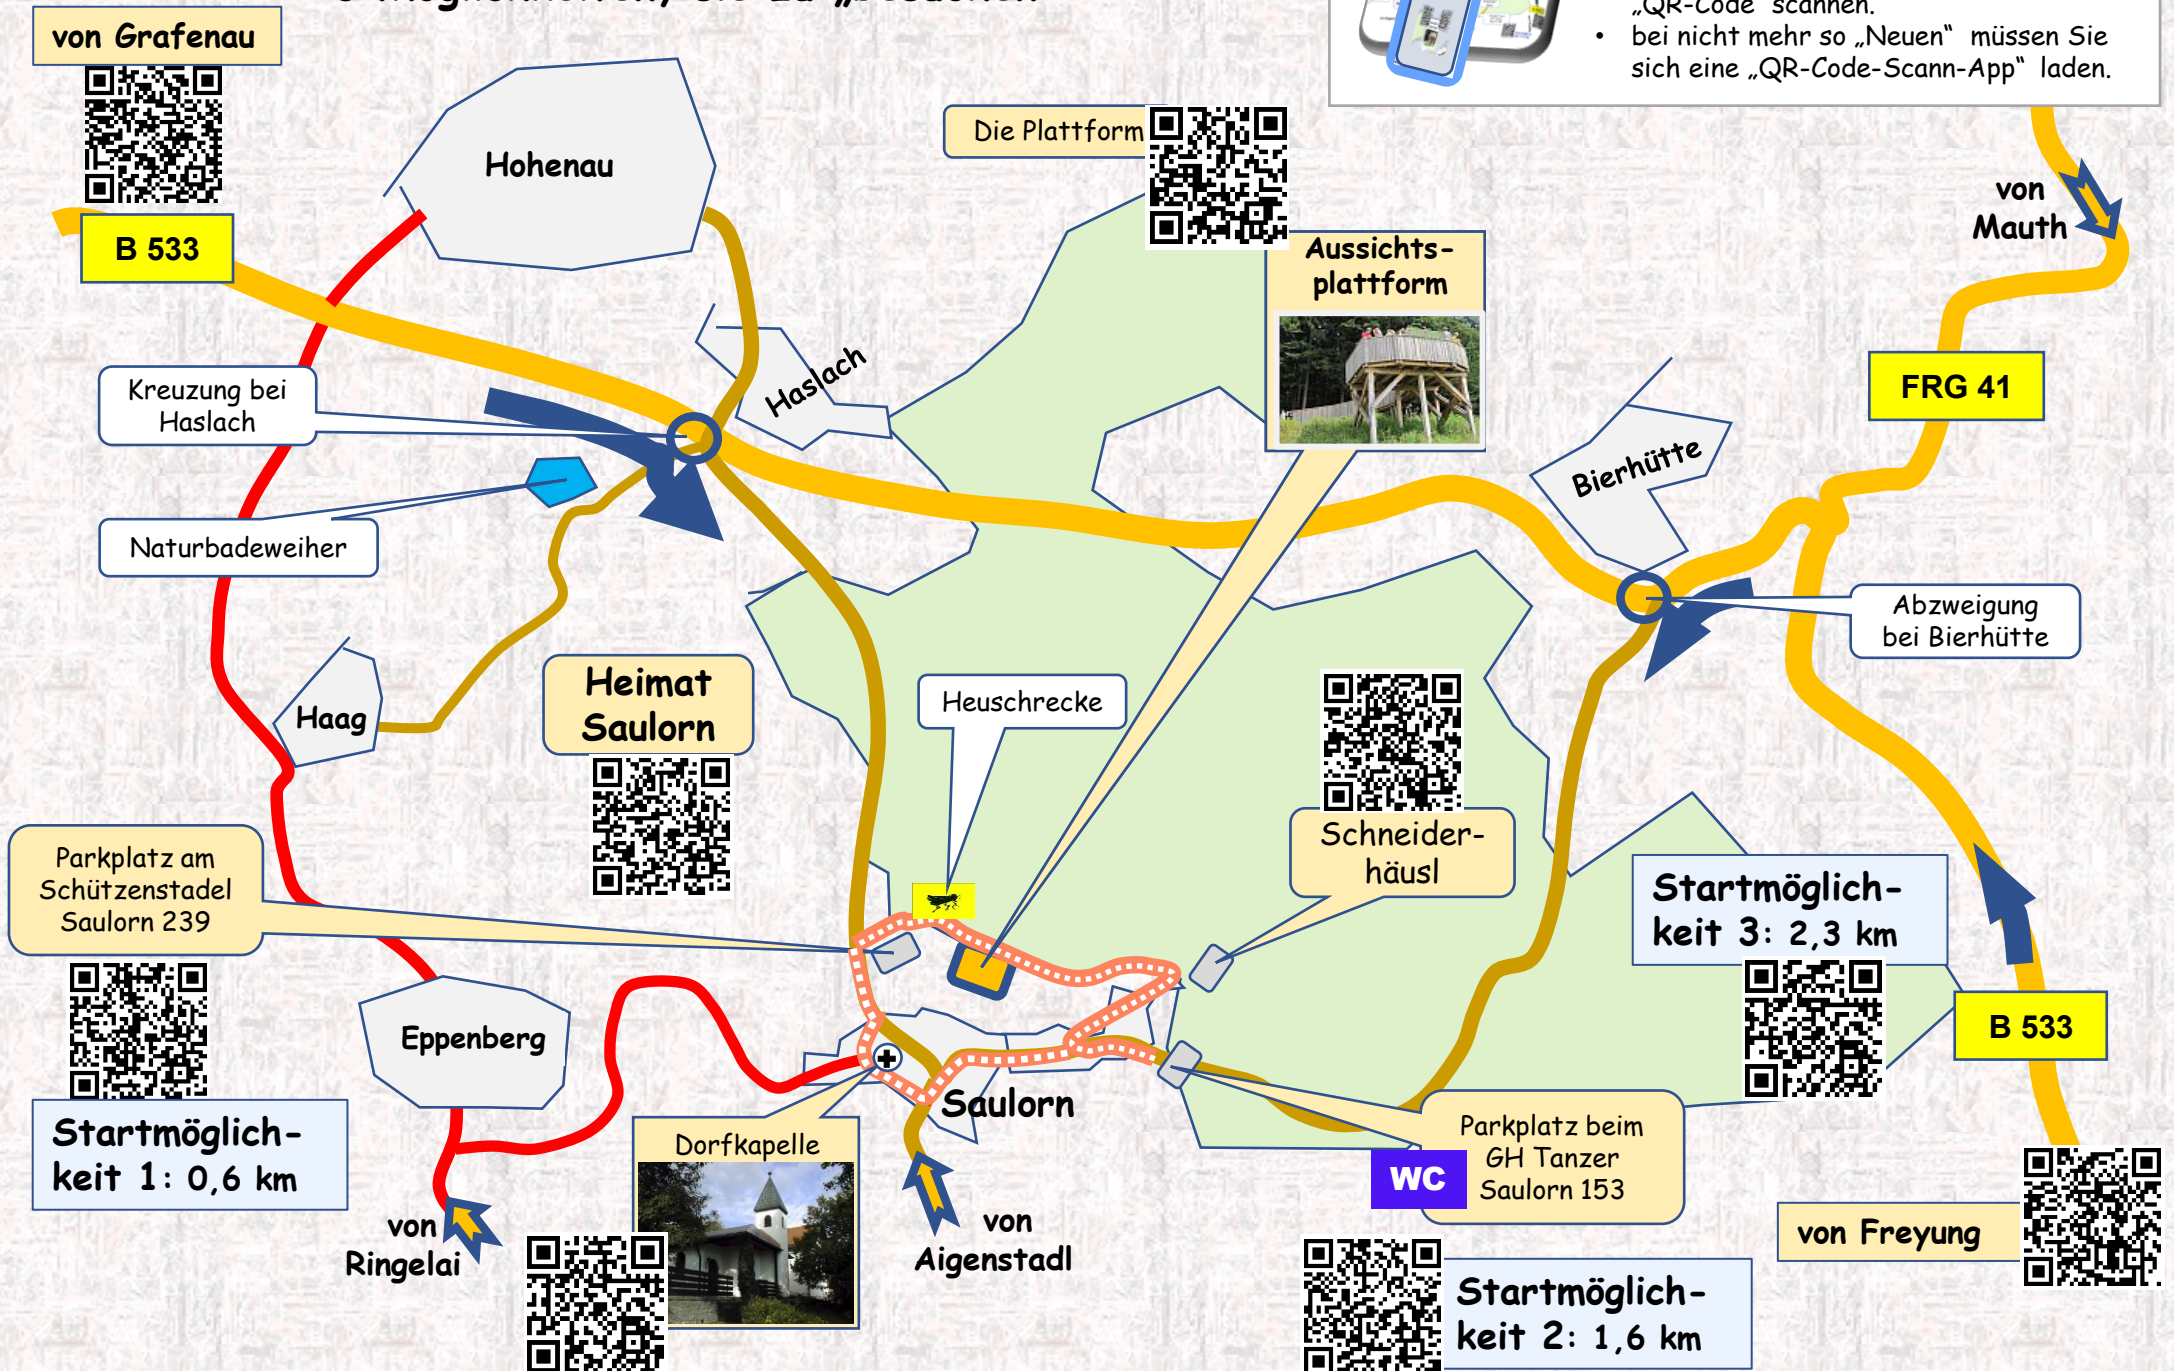 „QR-Code“ scannen.
• bei nicht mehr so „Neuen“ müssen Sie
sich eine „QR-Code-Scann-App“ laden.
von Grafenau
B 533
Hohenau
Die Plattform
Aussichts-
plattform
von
Mauth
FRG 41
Kreuzung bei
Haslach
Haslach
Bierhütte
Naturbadeweiher
Abzweigung
bei Bierhütte
Haag
Heimat
Saulorn
Heuschrecke
Schneider-
häusl
Parkplatz am
Schützenstadel
Saulorn 239
Startmöglich-
keit 3: 2,3 km
B 533
Eppenberg
Saulorn
Startmöglich-
keit 1: 0,6 km
Dorfkapelle
Parkplatz beim
GH Tanzer
Saulorn 153
WC
von
Ringelai
von
Aigenstadl
von Freyung
Startmöglich-
keit 2: 1,6 km